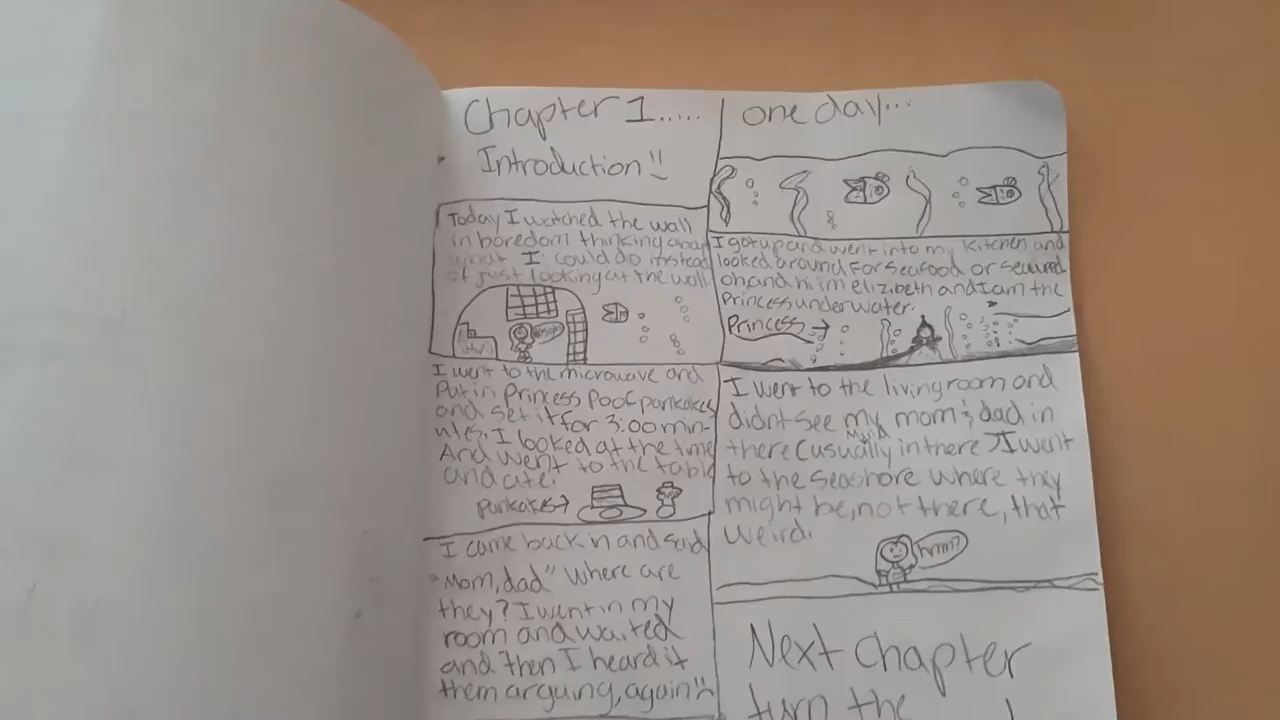 Chapter 1.....
Introduction!!
one day...
Today I watched the wall
in boredom thinking about
what I could do instead
of just looking at the wall
I got up and went into my kitchen and
looked around for seafood or seaweed
oh and hi im elizibeth and I am the
Princess underwater.
Princess →
I went to the microwave and
Put in Princess Poof pankakes
and set it for 3:00 min-
utes. I looked at the time
And went to the table
and ate.
pankakes →
I went to the livingroom and
didnt see my mom & dad in
there (usually in there) I went
to the seashore where they
might be, not there, that
weird.
hmm?
I came back in and said
"Mom, dad" where are
they? I went in my
room and waited
and then I heard it
them arguing, again
Next Chapter
turn the